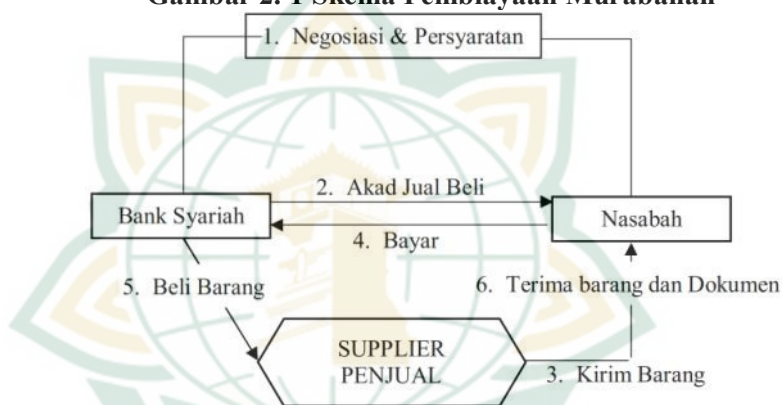 Gambar 2. 1 Skema Pembiayaan Murabahah
1. Negosiasi & Persyaratan
2. Akad Jual Beli
Bank Syariah
Nasabah
4. Bayar
5. Beli Barang
6. Terima barang dan Dokumen
SUPPLIER
PENJUAL
3. Kirim Barang